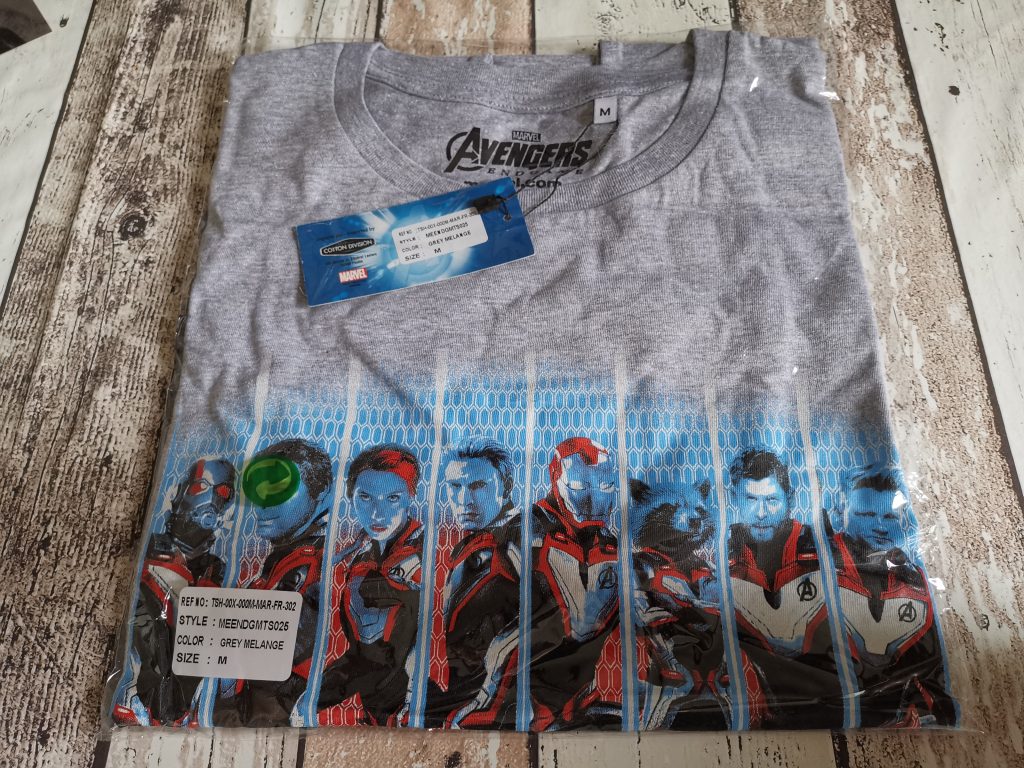 M
MARVEL
AVENGERS
ENDGAME
COTTON DIVISION
MARVEL
REF NO : TSH-00X-000M-MAR-FR-302
STYLE : MEENDGMTS025
COLOR : GREY MELANGE
SIZE : M
REF NO : TSH-00X-000M-MAR-FR-302
STYLE : MEENDGMTS025
COLOR : GREY MELANGE
SIZE : M